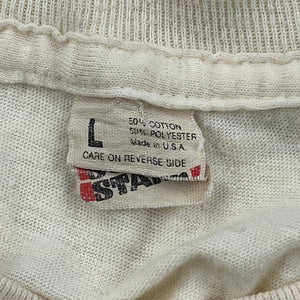 L
50% COTTON
50% POLYESTER
Made in U.S.A.
CARE ON REVERSE SIDE